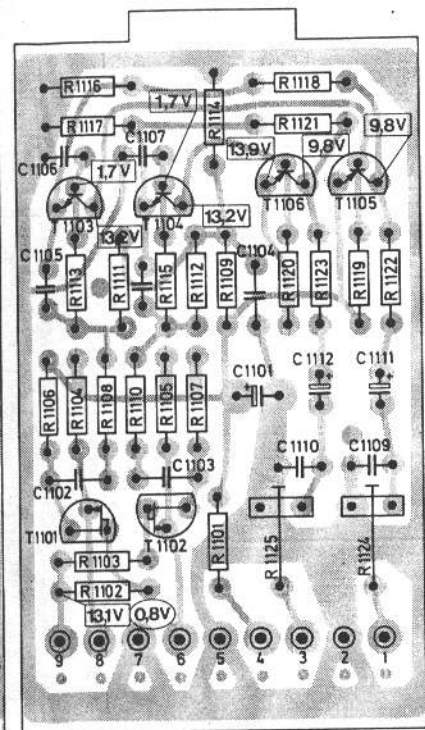 R1116
R1118
1,7V
R1114
R1117
C1107
R1121
9,8V
9,8V
C1106
13,9V
1,7V
T1103
T1104
T1106
T1105
13,2V
13,2V
C1105
C1104
R1113
R1111
R1115
R1112
R1109
R1120
R1123
R1119
R1122
C1101
+
C1112
+
C1111
+
R1106
R1104
R1108
R1110
R1105
R1107
C1102
C1103
C1110
C1109
T1101
T1102
R1101
R1125
R1124
R1103
R1102
13,1V
0,8V
9 8 7 6 5 4 3 2 1